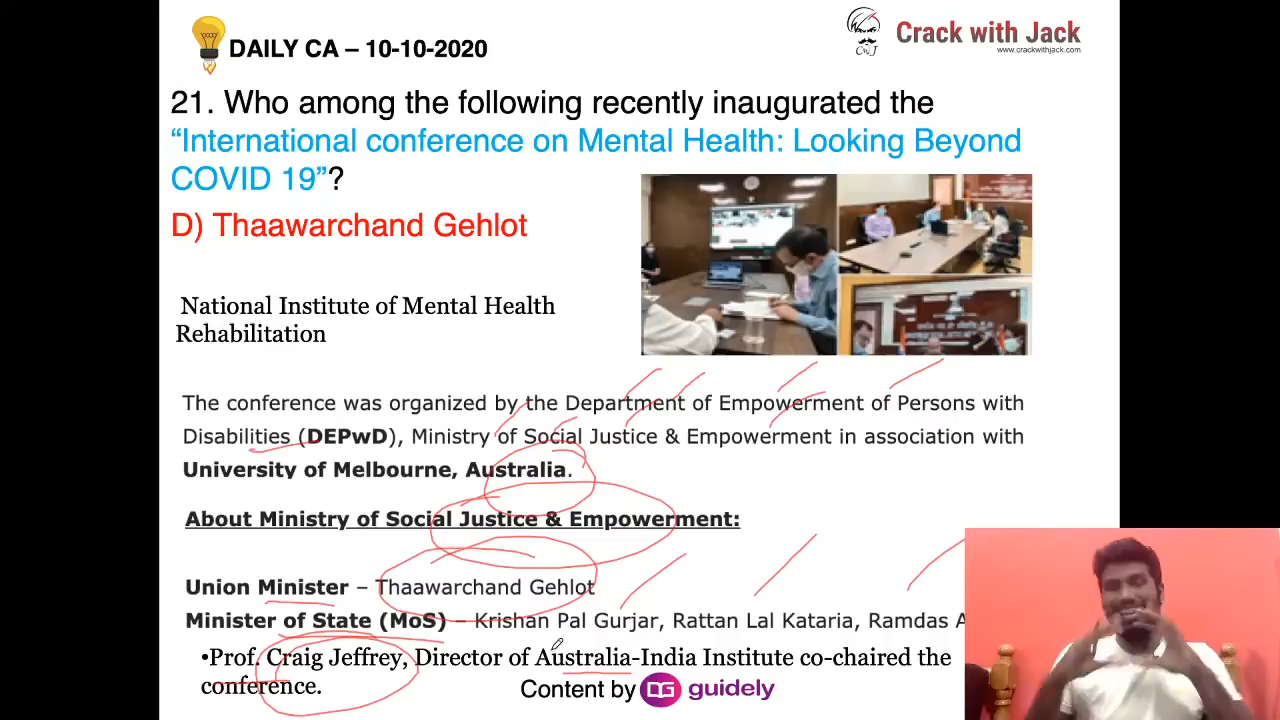 DAILY CA – 10-10-2020
CWJ
Crack with Jack
www.crackwithjack.com
21. Who among the following recently inaugurated the
“International conference on Mental Health: Looking Beyond
COVID 19”?
D) Thaawarchand Gehlot
National Institute of Mental Health
Rehabilitation
The conference was organized by the Department of Empowerment of Persons with
Disabilities (DEPwD), Ministry of Social Justice & Empowerment in association with
University of Melbourne, Australia.
About Ministry of Social Justice & Empowerment:
Union Minister – Thaawarchand Gehlot
Minister of State (MoS) – Krishan Pal Gurjar, Rattan Lal Kataria, Ramdas A
•Prof. Craig Jeffrey, Director of Australia-India Institute co-chaired the
conference.
Content by DG guidely